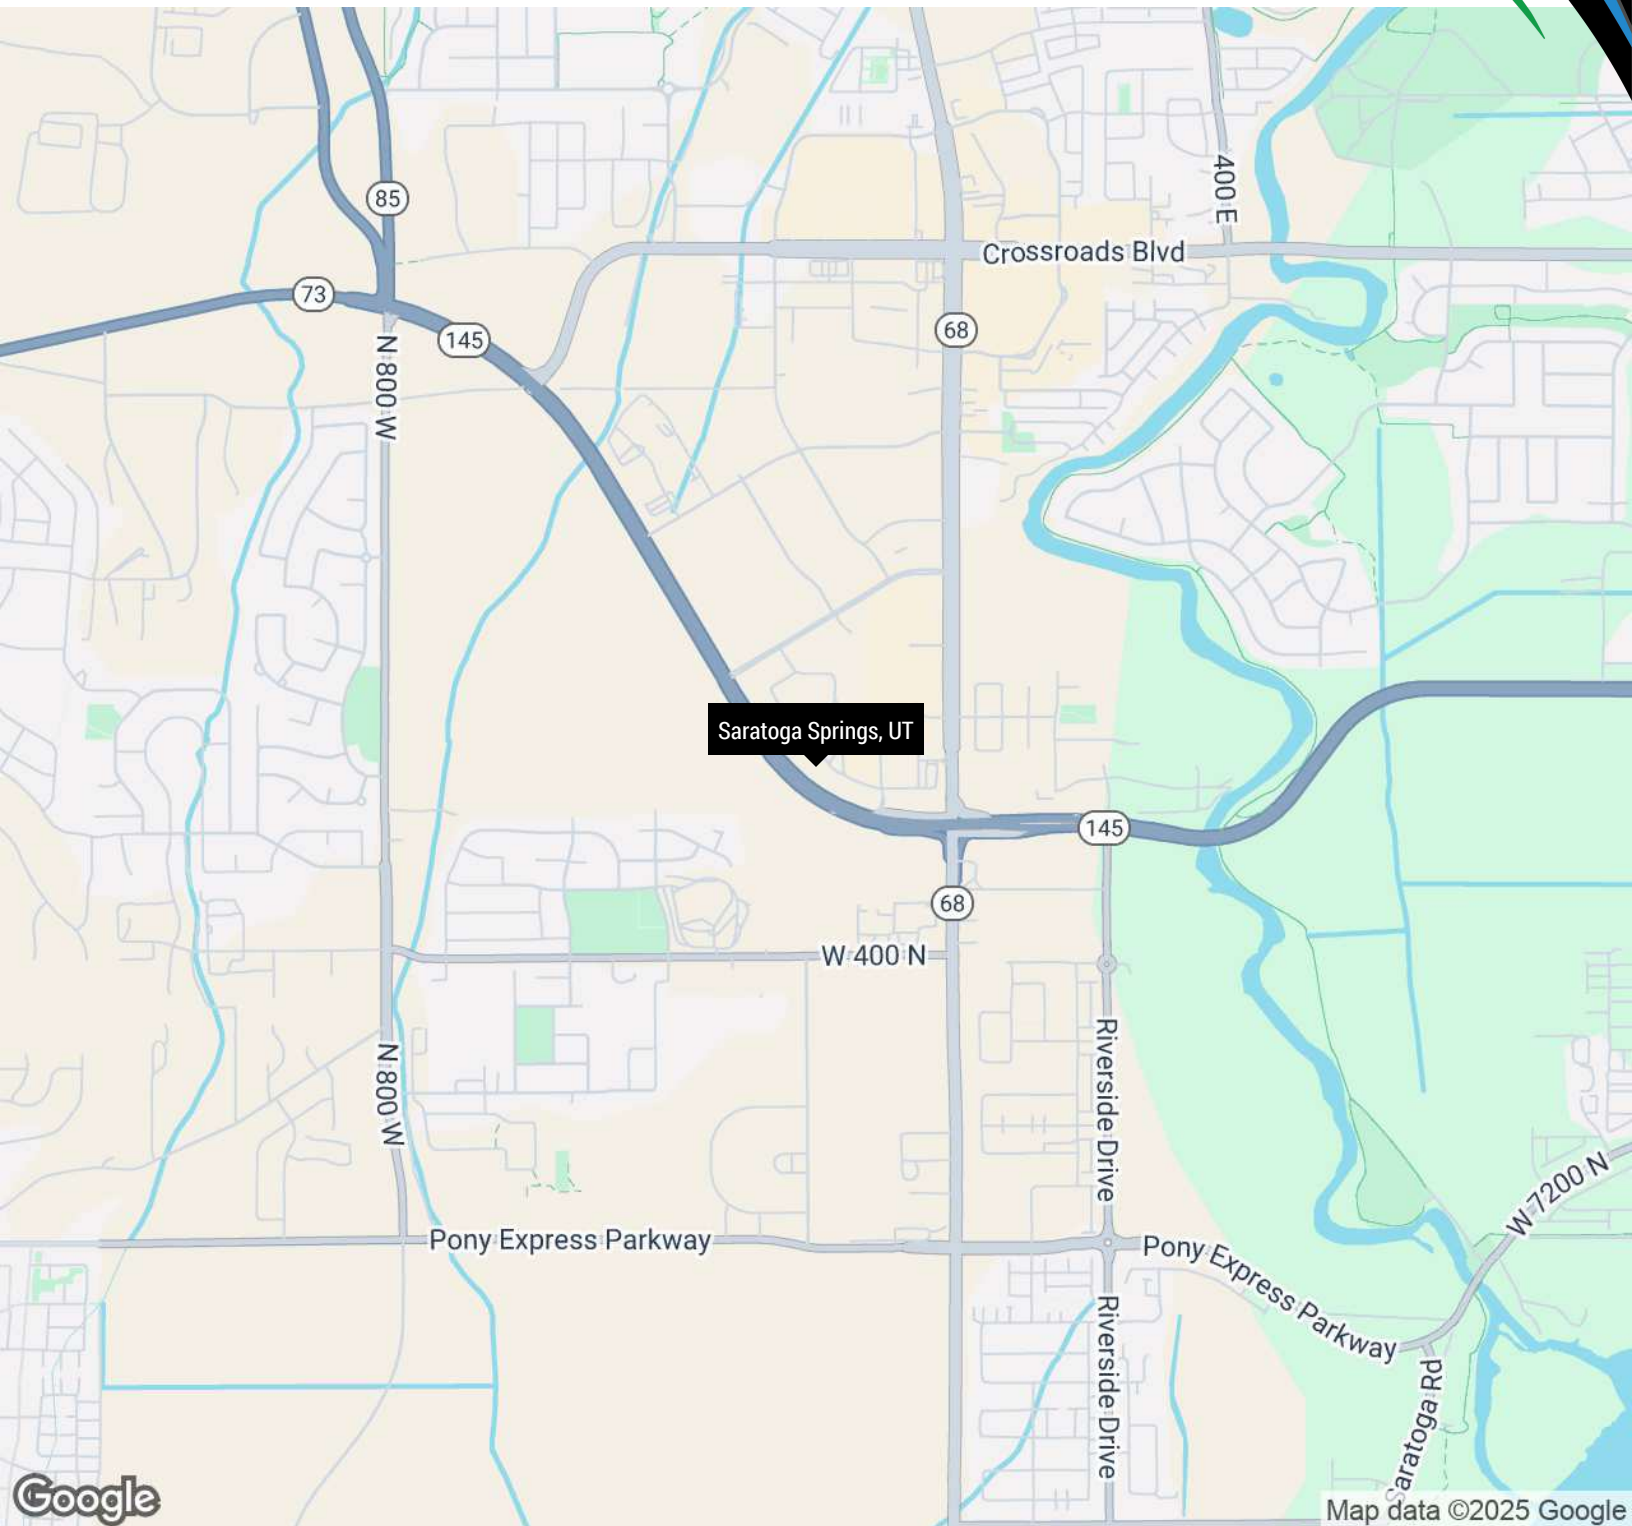 400 E
85
Crossroads Blvd
73
145
68
N 800 W
Saratoga Springs, UT
145
68
W 400 N
Riverside Drive
N 800 W
W 7200 N
Pony Express Parkway
Pony Express Parkway
Riverside Drive
Saratoga Rd
Google
Map data ©2025 Google